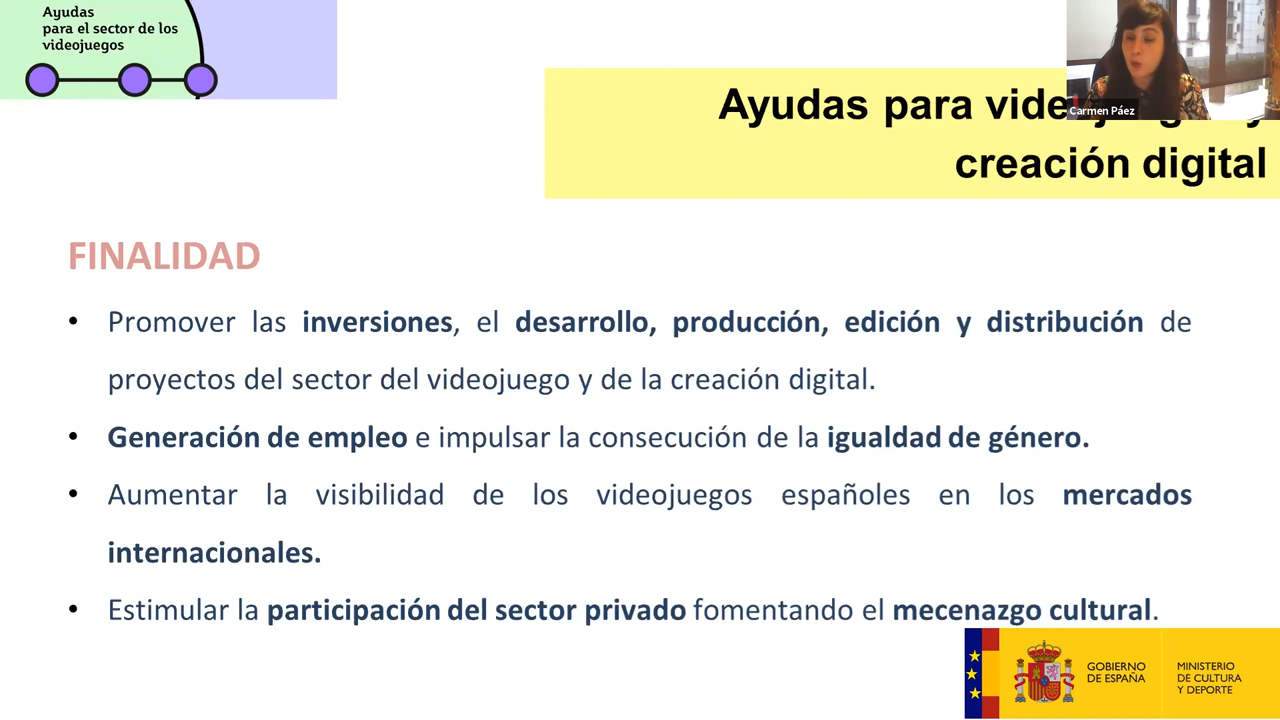 Ayudas
para el sector de los
videojuegos
Ayudas para
creación digital
Carmen Páez
FINALIDAD
• Promover las inversiones, el desarrollo, producción, edición y distribución de
proyectos del sector del videojuego y de la creación digital.
• Generación de empleo e impulsar la consecución de la igualdad de género.
• Aumentar la visibilidad de los videojuegos españoles en los mercados
internacionales.
• Estimular la participación del sector privado fomentando el mecenazgo cultural.
GOBIERNO
DE ESPAÑA
MINISTERIO
DE CULTURA
Y DEPORTE